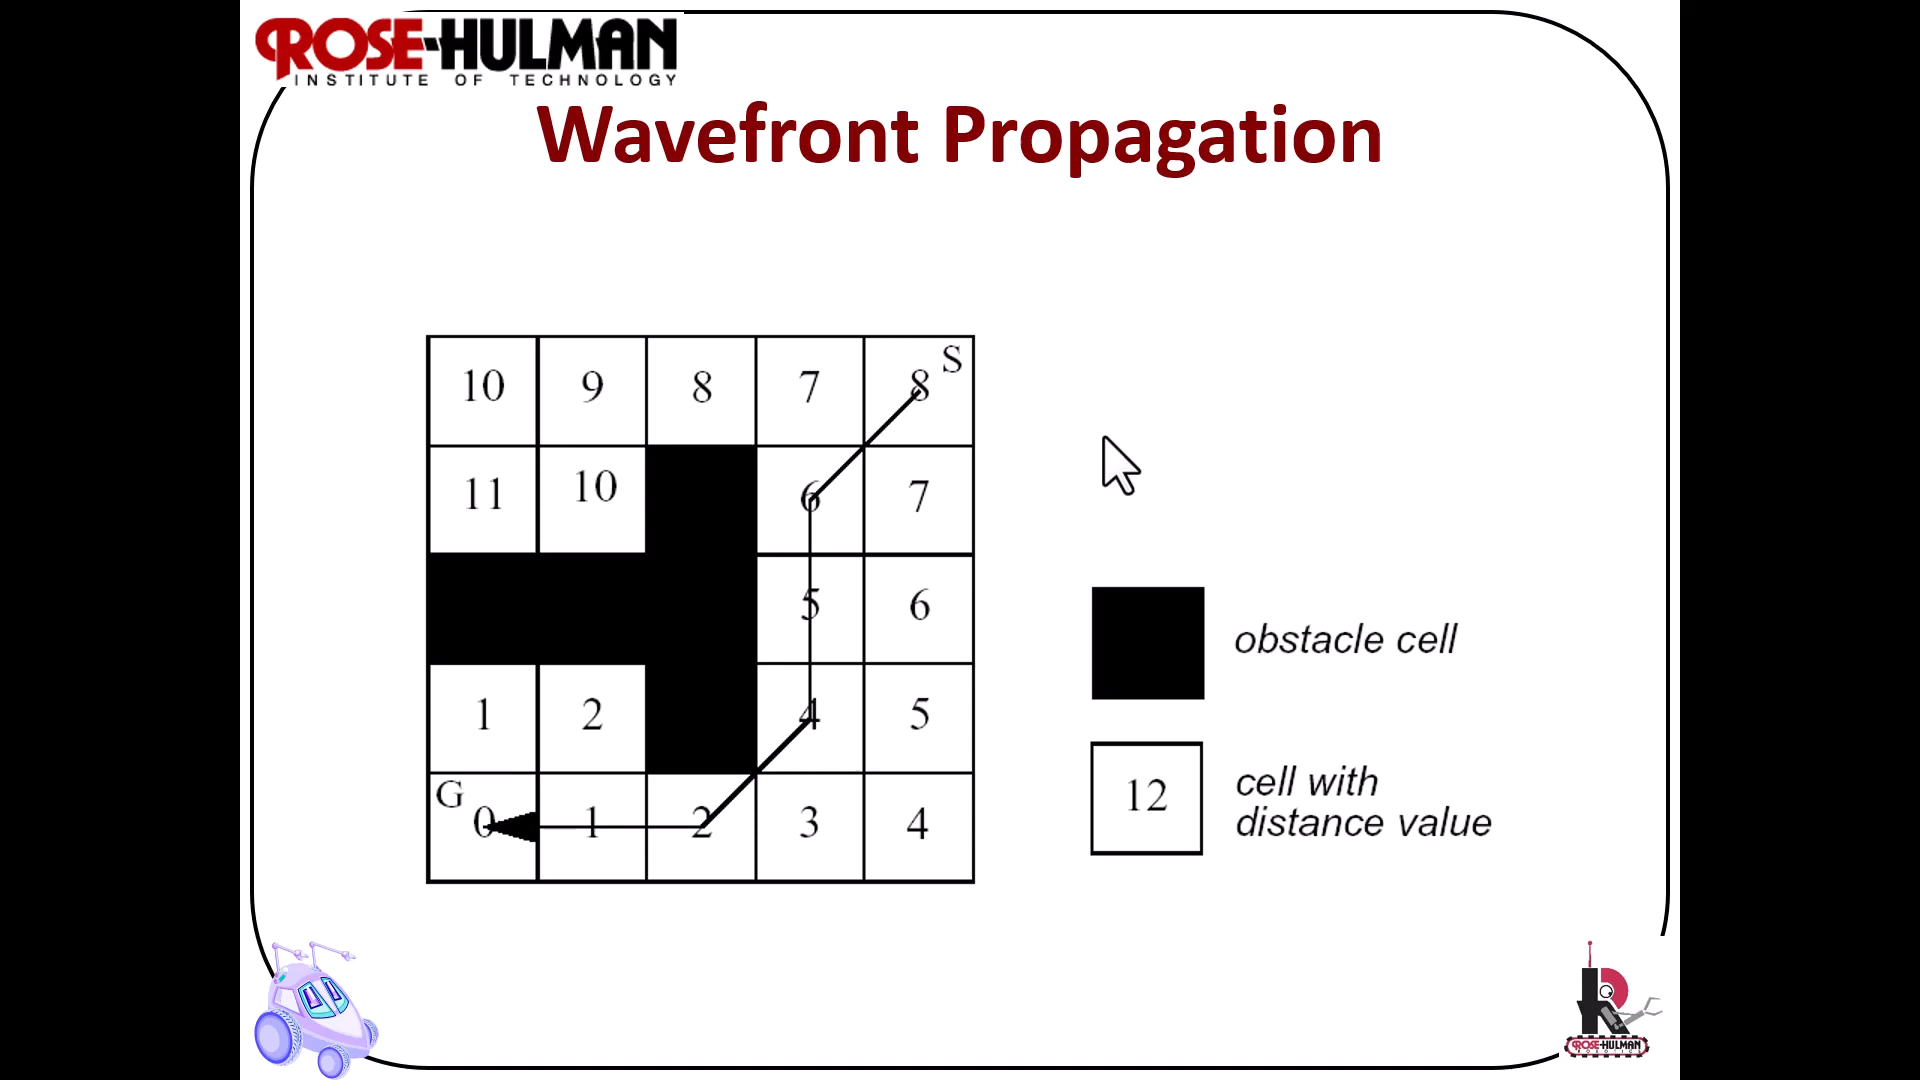 ROSE-HULMAN
INSTITUTE OF TECHNOLOGY
Wavefront Propagation
10 9 8 7 8 S
11 10 6 7
5 6
1 2 4 5
G 0 1 2 3 4
obstacle cell
12
cell with
distance value
ROSE-HULMAN